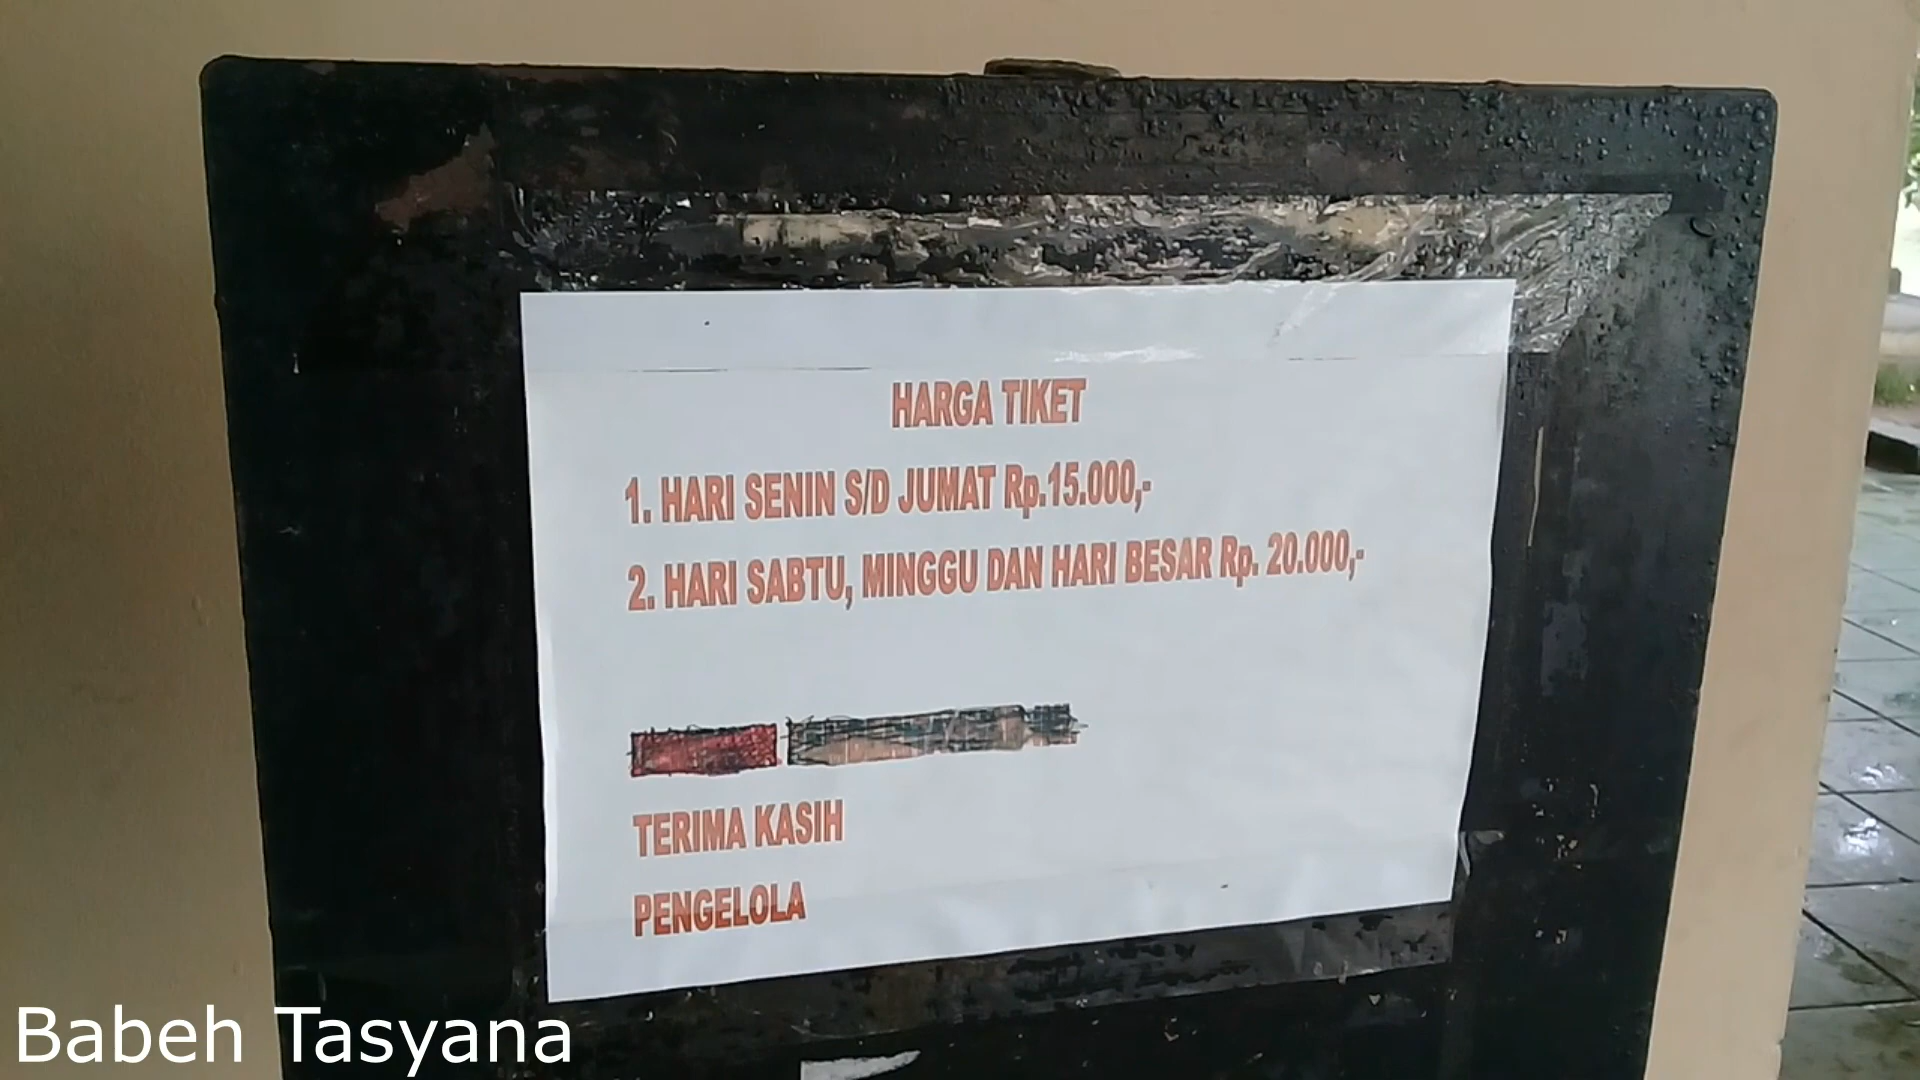 HARGA TIKET
1. HARI SENIN S/D JUMAT Rp.15.000,-
2. HARI SABTU, MINGGU DAN HARI BESAR Rp. 20.000,-
TERIMA KASIH
PENGELOLA
Babeh Tasyana